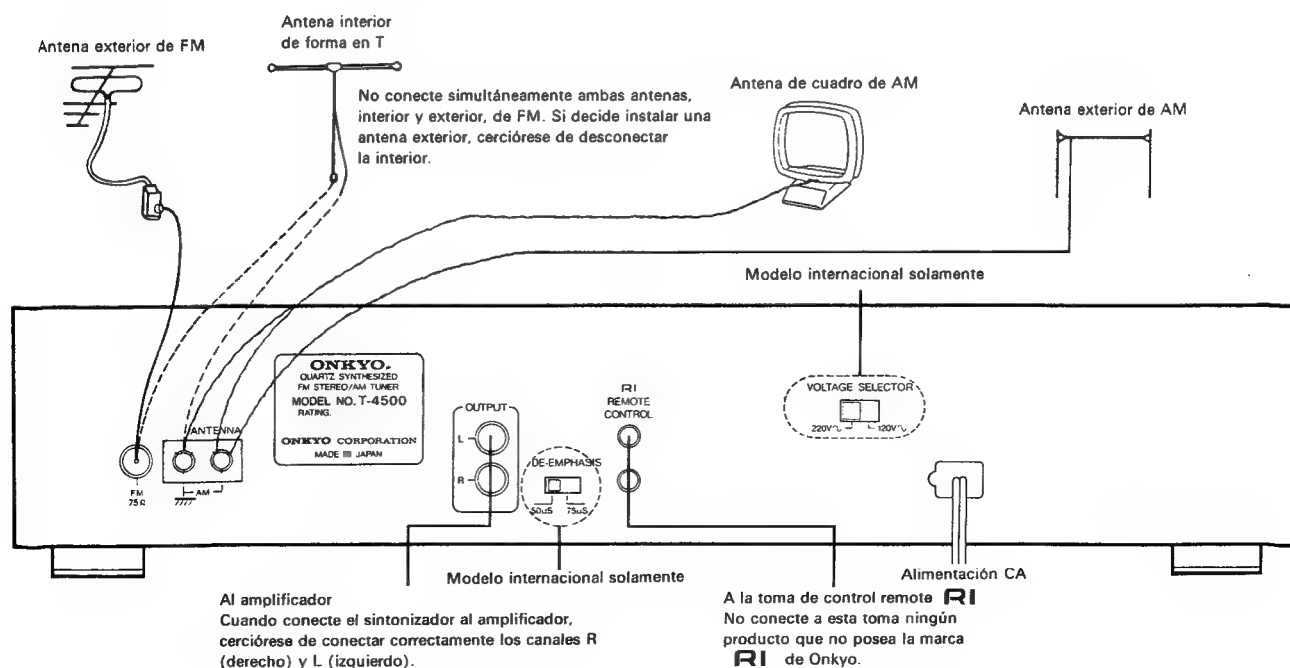 Antena exterior de FM
Antena interior
de forma en T
No conecte simultáneamente ambas antenas,
interior y exterior, de FM. Si decide instalar una
antena exterior, cerciórese de desconectar
la interior.
Antena de cuadro de AM
Antena exterior de AM
Modelo internacional solamente
ONKYO.
QUARTZ SYNTHESIZED
FM STEREO/AM TUNER
MODEL NO. T-4500
RATING.
ONKYO CORPORATION
MADE IN JAPAN
ANTENNA
FM
75Ω
AM
OUTPUT
L
R
DE-EMPHASIS
50uS 75uS
RI
REMOTE
CONTROL
VOLTAGE SELECTOR
220V∿ 120V∿
Alimentación CA
Modelo internacional solamente
Al amplificador
Cuando conecte el sintonizador al amplificador,
cerciórese de conectar correctamente los canales R
(derecho) y L (izquierdo).
A la toma de control remote RI
No conecte a esta toma ningún
producto que no posea la marca
RI de Onkyo.